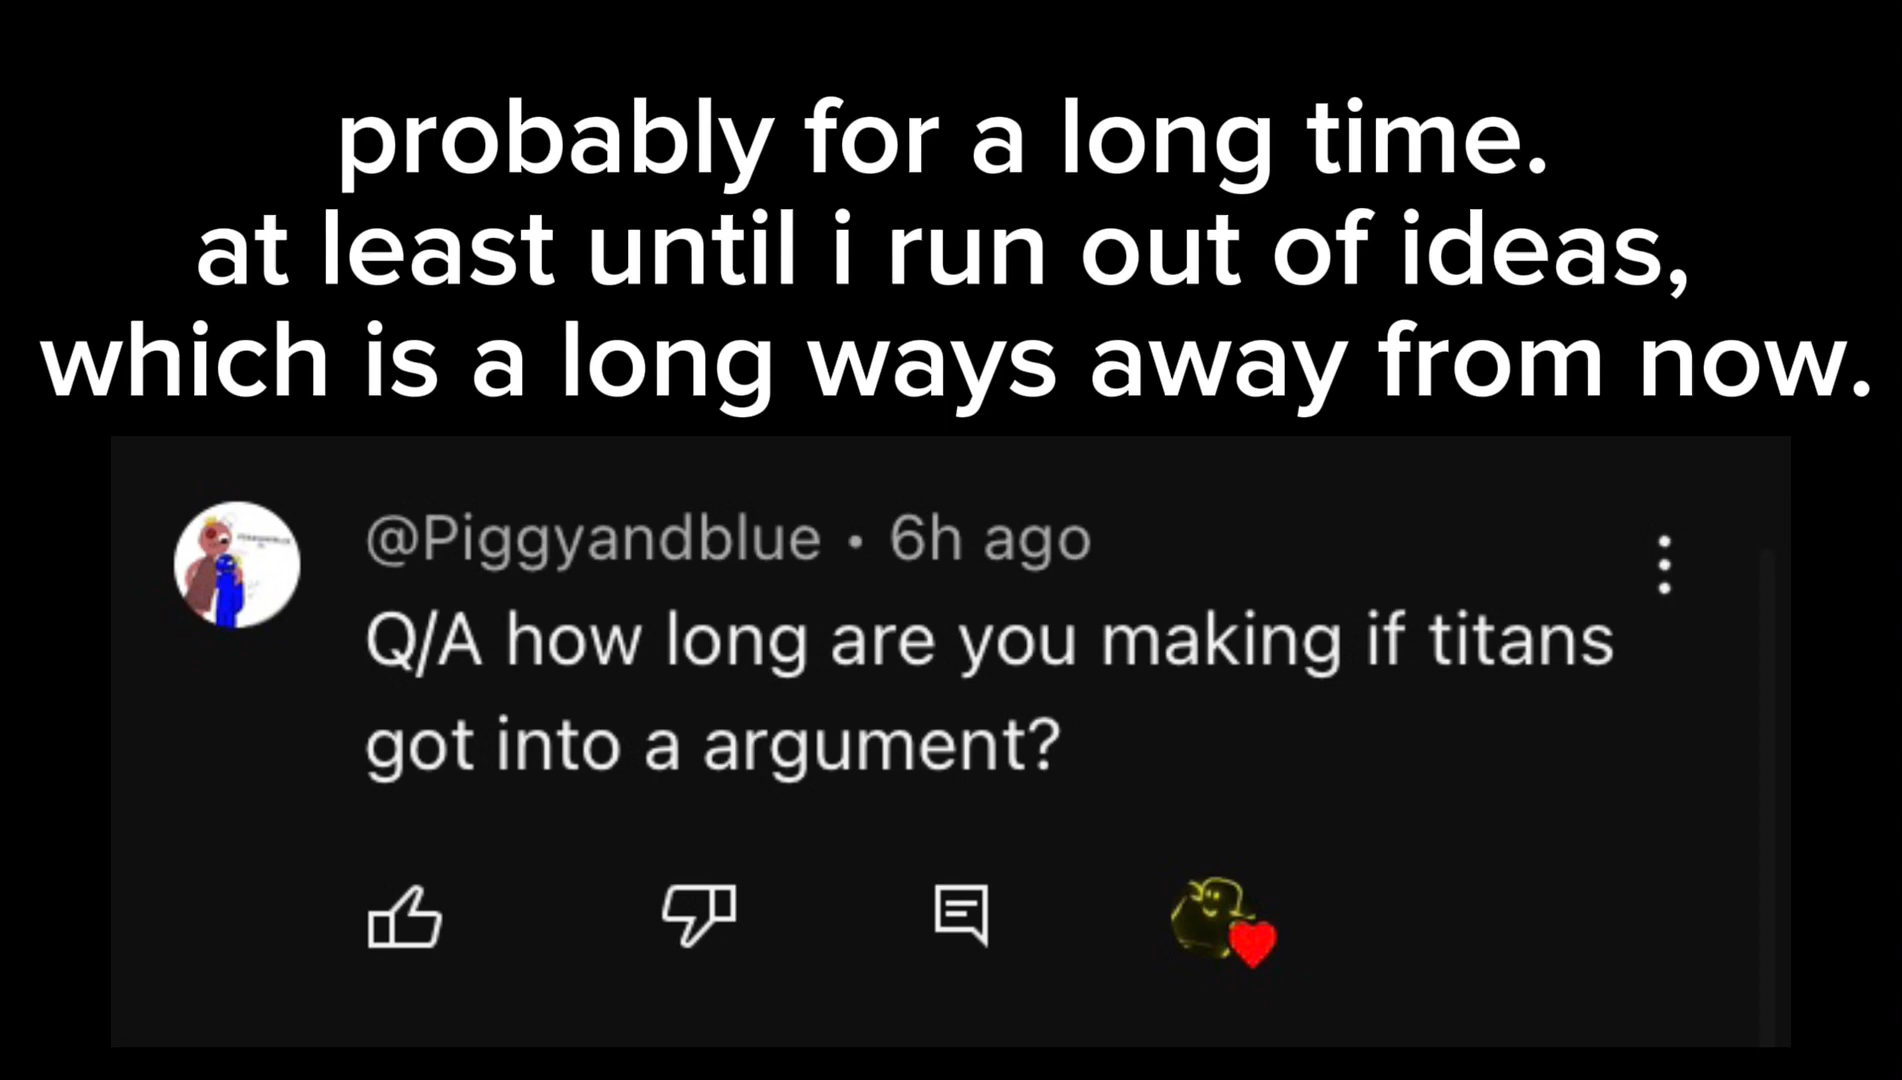 probably for a long time.
at least until i run out of ideas,
which is a long ways away from now.
@Piggyandblue • 6h ago
Q/A how long are you making if titans
got into a argument?